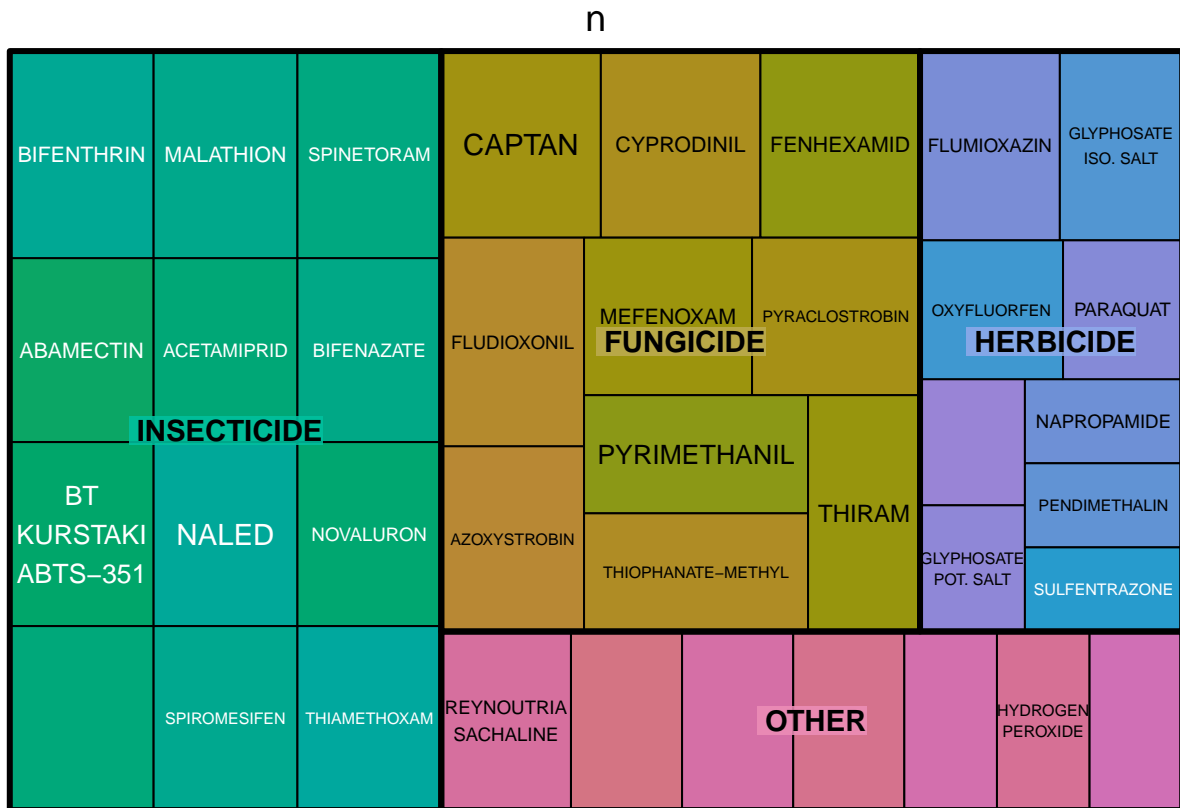 n
BIFENTHRIN
MALATHION
SPINETORAM
ABAMECTIN
ACETAMIPRID
BIFENAZATE
INSECTICIDE
BT
KURSTAKI
ABTS−351
NALED
NOVALURON
SPIROMESIFEN
THIAMETHOXAM
CAPTAN
CYPRODINIL
FENHEXAMID
FLUDIOXONIL
MEFENOXAM
PYRACLOSTROBIN
FUNGICIDE
PYRIMETHANIL
THIRAM
AZOXYSTROBIN
THIOPHANATE−METHYL
FLUMIOXAZIN
GLYPHOSATE
ISO. SALT
OXYFLUORFEN
PARAQUAT
HERBICIDE
NAPROPAMIDE
PENDIMETHALIN
GLYPHOSATE
POT. SALT
SULFENTRAZONE
REYNOUTRIA
SACHALINE
OTHER
HYDROGEN
PEROXIDE